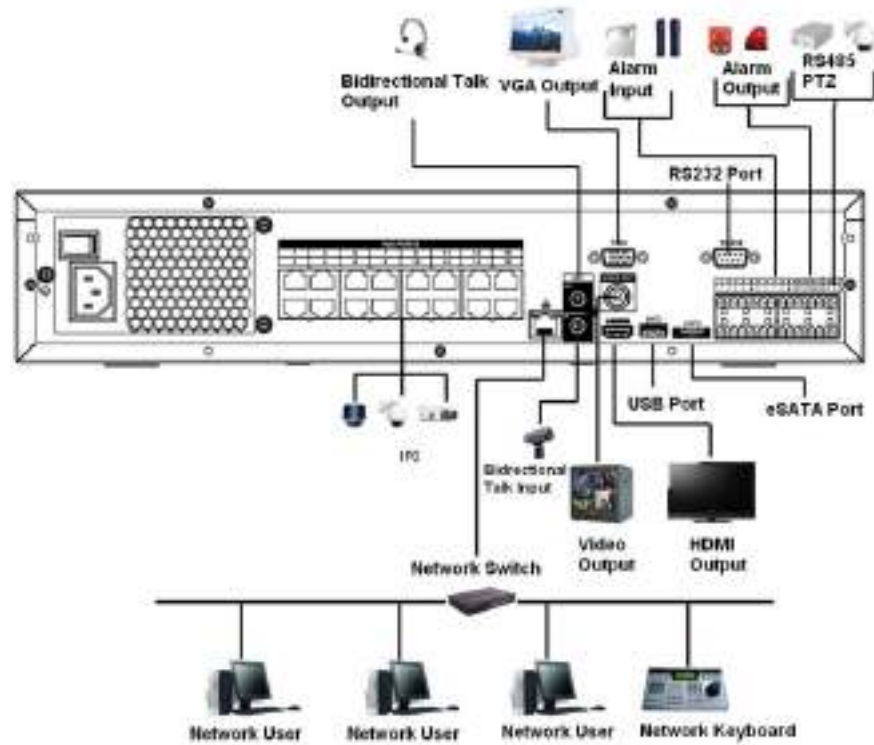 Bidirectional Talk
Output
VGA Output
Alarm
Input
Alarm
Output
RS485
PTZ
RS232 Port
USB Port
eSATA Port
IPC
Bidirectional
Talk Input
Video
Output
HDMI
Output
Network Switch
Network User
Network User
Network User
Network Keyboard